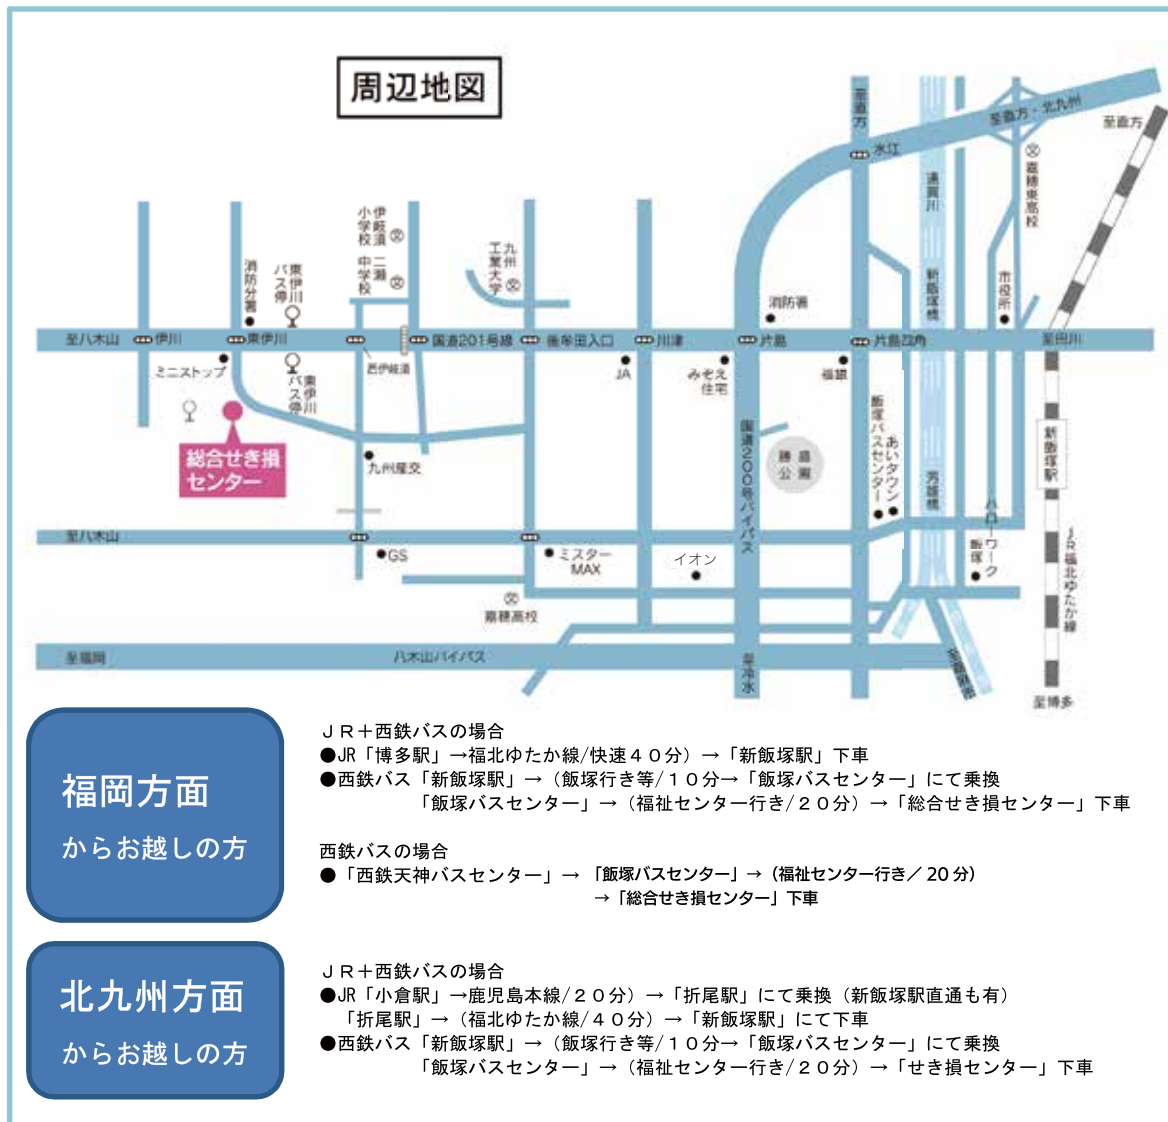 周辺地図
至直方
至直方・北九州
至直方
水江
遠賀川
嘉穂東高校
伊岐須
小学校
二瀬
中学校
九州
工業大学
消防分署
東伊川
バス停
新飯塚橋
市役所
消防署
至八木山
伊川
東伊川
国道201号線
後牟田入口
川津
片島
片島四角
至田川
西伊岐須
ミニストップ
東伊川
バス停
JA
みぞえ
住宅
福銀
総合せき損
センター
九州産交
国道200号バイパス
勝盛
公園
飯塚バスセンター
あいタウン
芳雄橋
新飯塚駅
至八木山
GS
ミスター
MAX
イオン
ハローワーク
飯塚
JR福北ゆたか線
嘉穂高校
至福岡
八木山バイパス
至冷水
至博多
福岡方面
からお越しの方
ＪＲ＋西鉄バスの場合
●JR「博多駅」→福北ゆたか線/快速４０分）→「新飯塚駅」下車
●西鉄バス「新飯塚駅」→（飯塚行き等/１０分→「飯塚バスセンター」にて乗換
「飯塚バスセンター」→（福祉センター行き/２０分）→「総合せき損センター」下車
西鉄バスの場合
●「西鉄天神バスセンター」→ 「飯塚バスセンター」→（福祉センター行き／20分）
→「総合せき損センター」下車
北九州方面
からお越しの方
ＪＲ＋西鉄バスの場合
●JR「小倉駅」→鹿児島本線/２０分）→「折尾駅」にて乗換（新飯塚駅直通も有）
「折尾駅」→（福北ゆたか線/４０分）→「新飯塚駅」にて下車
●西鉄バス「新飯塚駅」→（飯塚行き等/１０分→「飯塚バスセンター」にて乗換
「飯塚バスセンター」→（福祉センター行き/２０分）→「せき損センター」下車